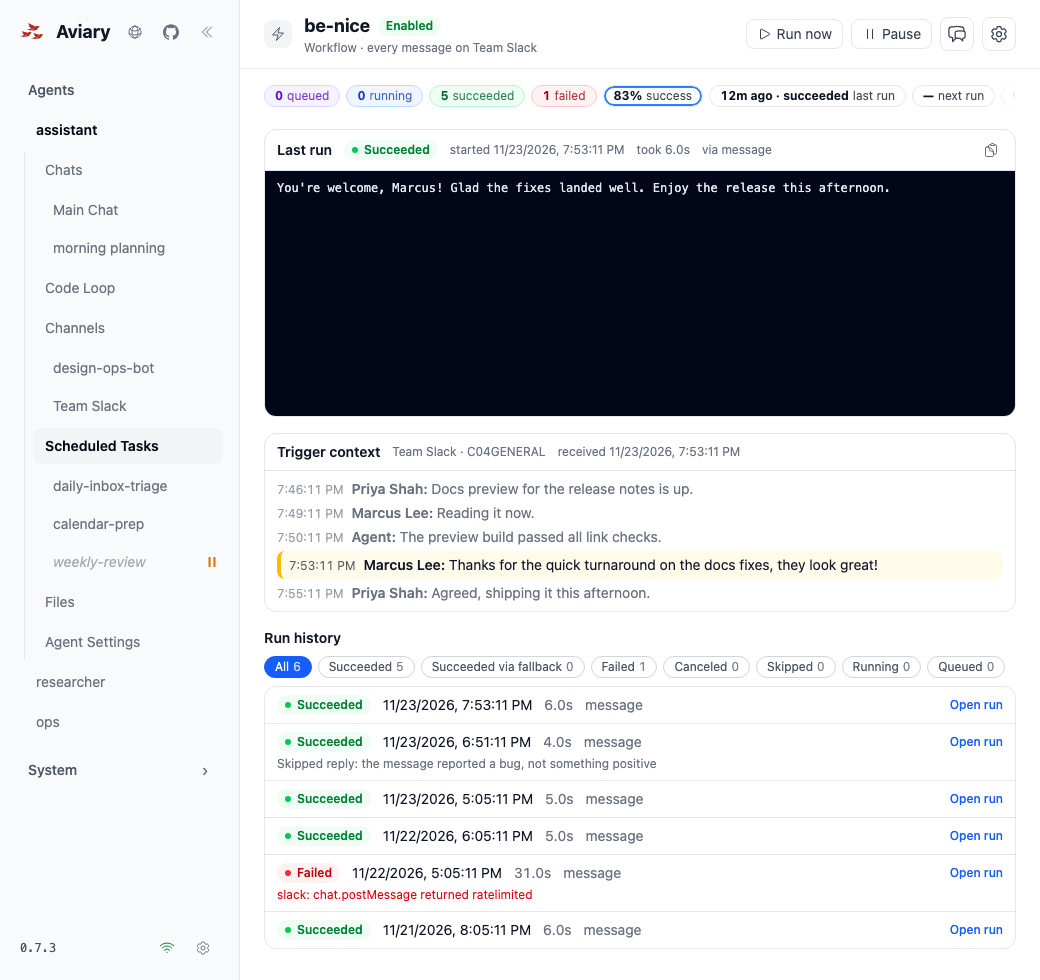 Aviary
Agents
assistant
Chats
Main Chat
morning planning
Code Loop
Channels
design-ops-bot
Team Slack
Scheduled Tasks
daily-inbox-triage
calendar-prep
weekly-review
Files
Agent Settings
researcher
ops
System
0.7.3
be-nice Enabled
Workflow · every message on Team Slack
Run now
Pause
0 queued
0 running
5 succeeded
1 failed
83% success
12m ago · succeeded last run
— next run
Last run Succeeded started 11/23/2026, 7:53:11 PM took 6.0s via message
You're welcome, Marcus! Glad the fixes landed well. Enjoy the release this afternoon.
Trigger context Team Slack · C04GENERAL received 11/23/2026, 7:53:11 PM
7:46:11 PM Priya Shah: Docs preview for the release notes is up.
7:49:11 PM Marcus Lee: Reading it now.
7:50:11 PM Agent: The preview build passed all link checks.
7:53:11 PM Marcus Lee: Thanks for the quick turnaround on the docs fixes, they look great!
7:55:11 PM Priya Shah: Agreed, shipping it this afternoon.
Run history
All 6
Succeeded 5
Succeeded via fallback 0
Failed 1
Canceled 0
Skipped 0
Running 0
Queued 0
Succeeded 11/23/2026, 7:53:11 PM 6.0s message Open run
Succeeded 11/23/2026, 6:51:11 PM 4.0s message Open run
Skipped reply: the message reported a bug, not something positive
Succeeded 11/23/2026, 5:05:11 PM 5.0s message Open run
Succeeded 11/22/2026, 6:05:11 PM 5.0s message Open run
Failed 11/22/2026, 5:05:11 PM 31.0s message Open run
slack: chat.postMessage returned ratelimited
Succeeded 11/21/2026, 8:05:11 PM 6.0s message Open run